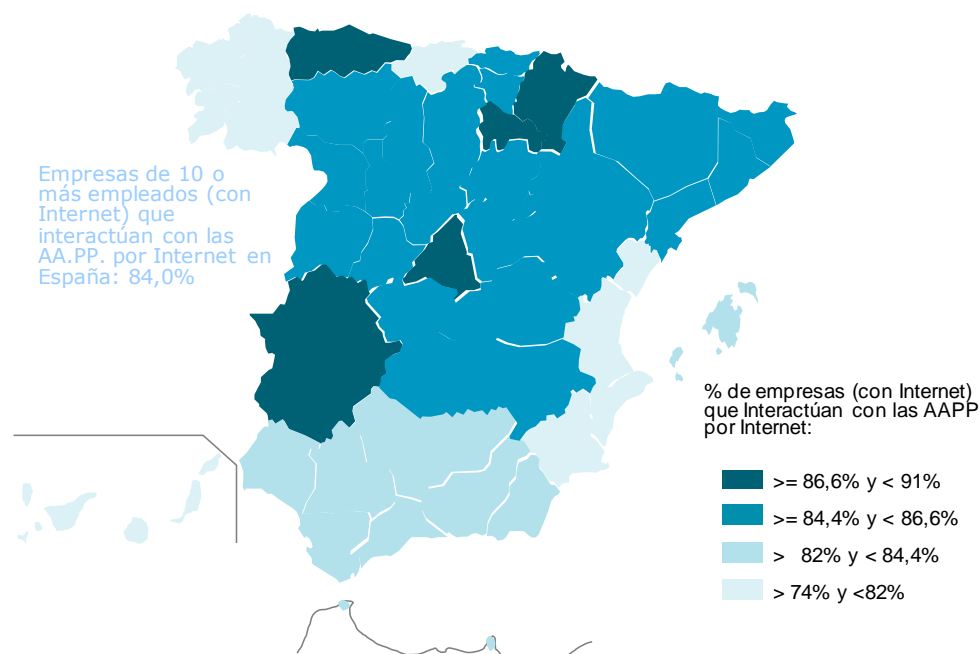 Empresas de 10 o
más empleados (con
Internet) que
interactúan con las
AA.PP. por Internet en
España: 84,0%
% de empresas (con Internet)
que Interactúan con las AAPP
por Internet:
>= 86,6% y < 91%
>= 84,4% y < 86,6%
> 82% y < 84,4%
> 74% y <82%